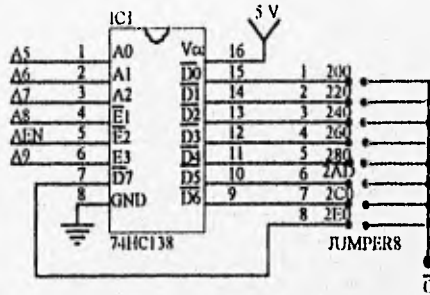 IC1
5 V
A5 1 A0 Vcc 16
A6 2 A1 D0 15 1 200
A7 3 A2 D1 14 2 220
A8 4 E1 D2 13 3 240
AEN 5 E2 D3 12 4 260
A9 6 E3 D4 11 5 280
7 D7 D5 10 6 2AD
8 GND D6 9 7 2C0
8 2E0
74HC138
JUMPER8